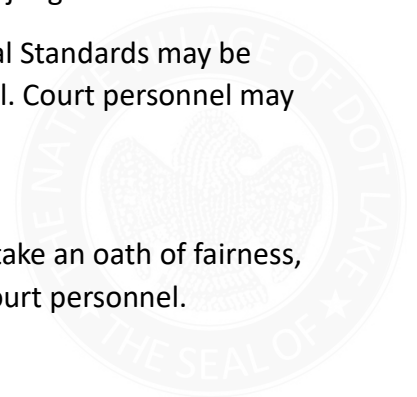 al Standards may be
l. Court personnel may
take an oath of fairness,
ourt personnel.
THE NATIVE VILLAGE OF DOT LAKE
THE SEAL OF